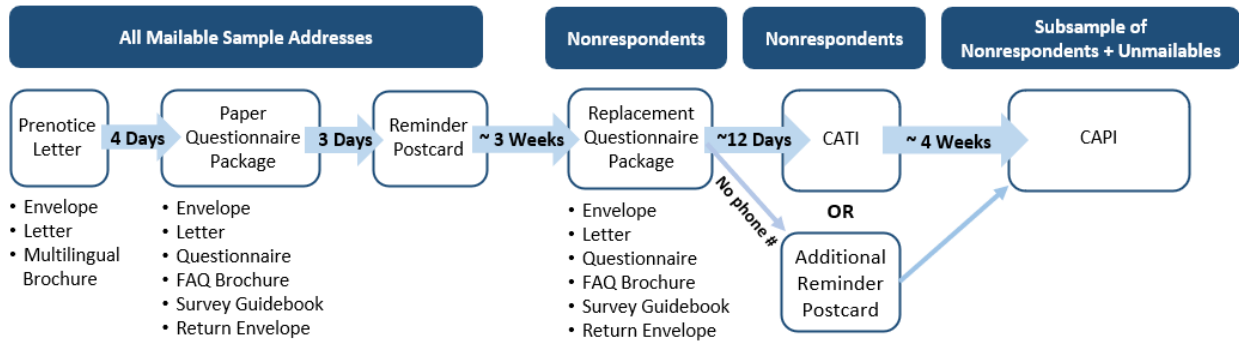 All Mailable Sample Addresses
Nonrespondents
Nonrespondents
Subsample of
Nonrespondents + Unmailables
Prenotice
Letter
4 Days
Paper
Questionnaire
Package
3 Days
Reminder
Postcard
~ 3 Weeks
Replacement
Questionnaire
Package
~12 Days
CATI
~ 4 Weeks
CAPI
No phone #
OR
Additional
Reminder
Postcard
• Envelope
• Letter
• Multilingual
Brochure
• Envelope
• Letter
• Questionnaire
• FAQ Brochure
• Survey Guidebook
• Return Envelope
• Envelope
• Letter
• Questionnaire
• FAQ Brochure
• Survey Guidebook
• Return Envelope